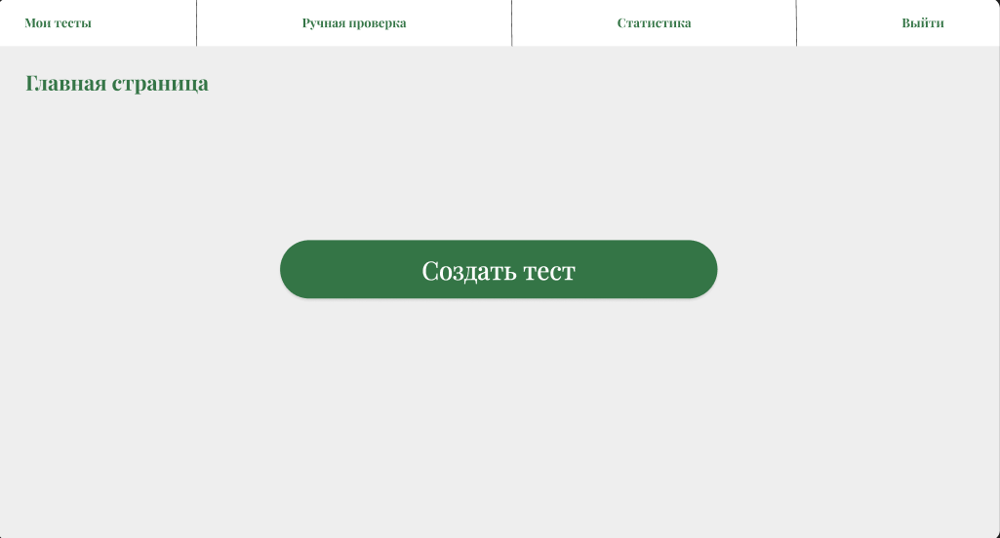 Мои тесты
Ручная проверка
Статистика
Выйти
Главная страница
Создать тест